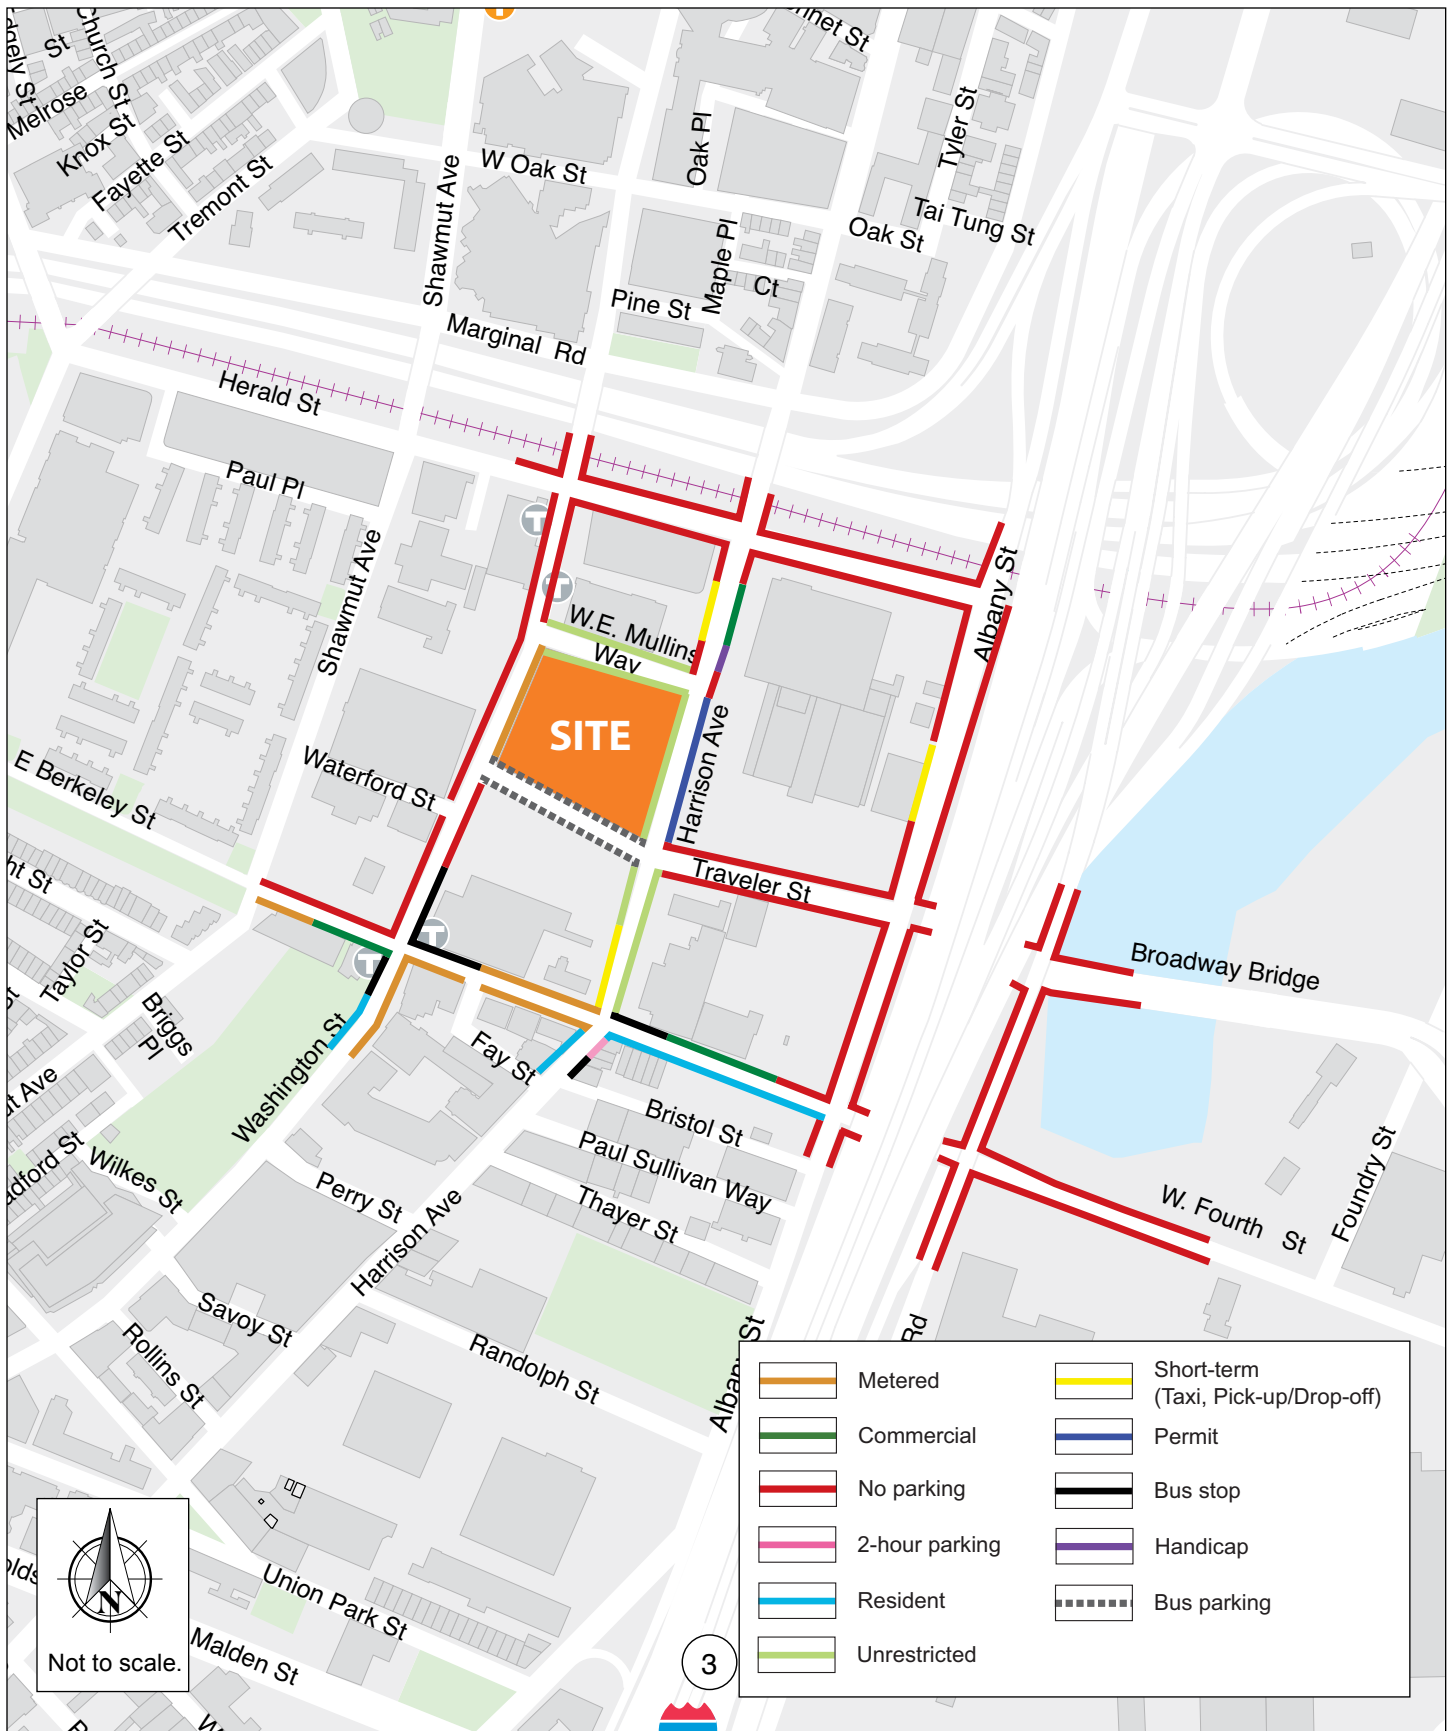 St
Church St
Melrose
Knox St
Fayette St
Tremont St
Shawmut Ave
W Oak St
Oak Pl
Tyler St
Tai Tung St
Oak St
Maple Pl
Ct
Pine St
Marginal Rd
Herald St
Paul Pl
T
T
Shawmut Ave
W.E. Mullins
Way
SITE
Albany St
Harrison Ave
Waterford St
E Berkeley St
Traveler St
T
T
Broadway Bridge
Taylor St
Briggs
Pl
Washington St
Fay St
Bristol St
Paul Sullivan Way
Thayer St
Wilkes St
Perry St
Harrison Ave
W. Fourth St
Foundry St
Savoy St
Rollins St
Randolph St
Albany St
Rd
Metered
Commercial
No parking
2-hour parking
Resident
Unrestricted
Short-term
(Taxi, Pick-up/Drop-off)
Permit
Bus stop
Handicap
Bus parking
N
Not to scale.
Union Park St
Malden St
3